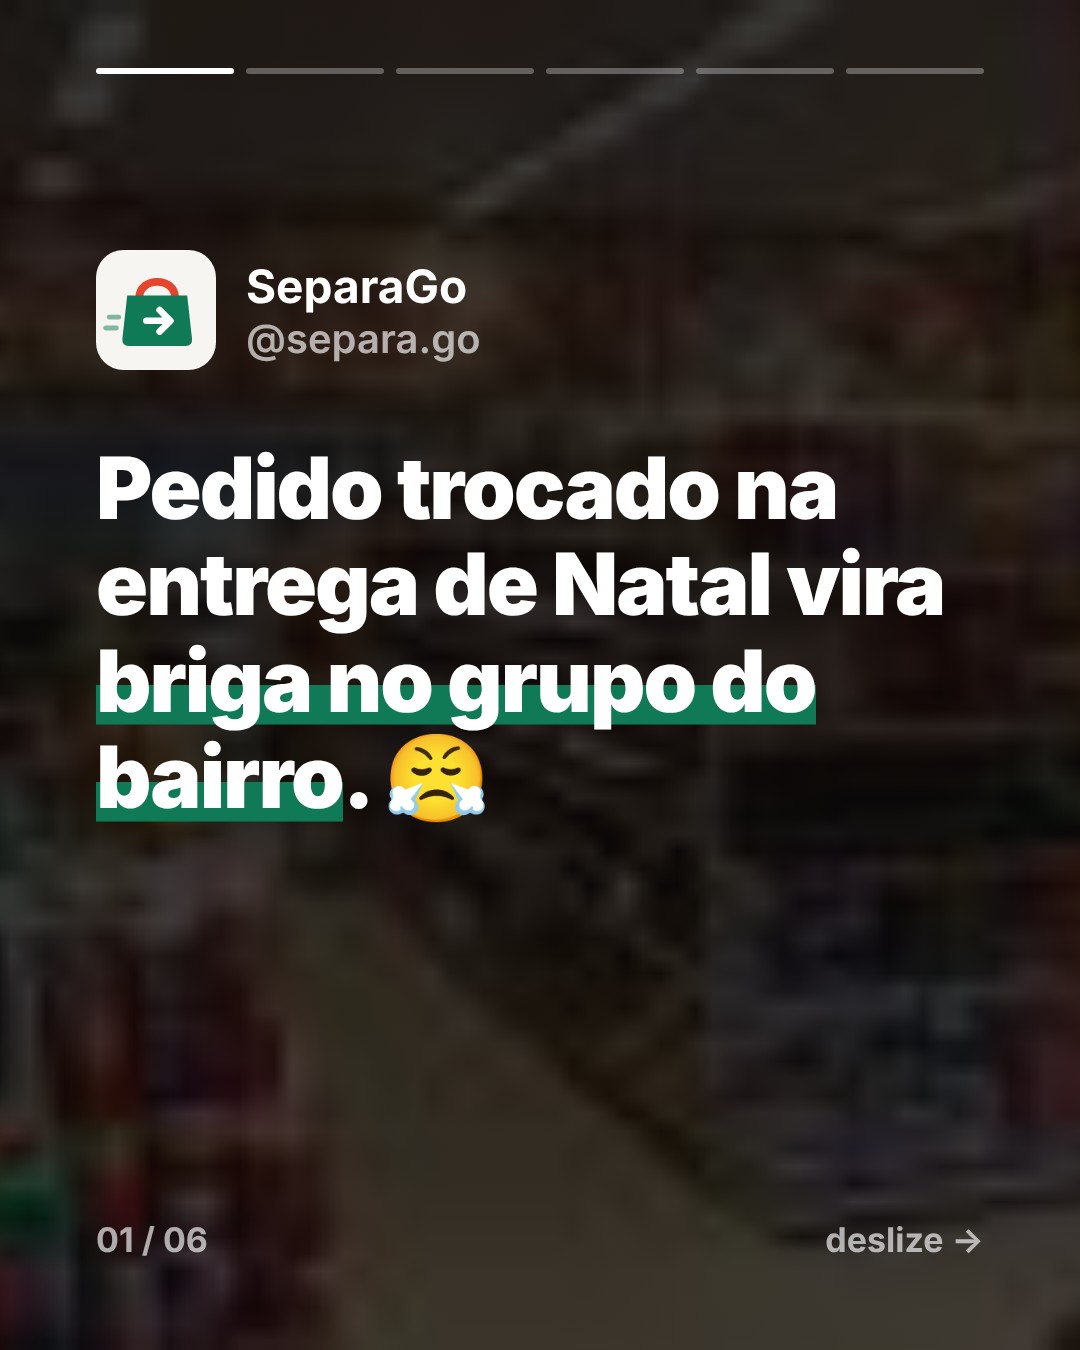 SeparaGo
@separa.go
Pedido trocado na
entrega de Natal vira
briga no grupo do
bairro. 😤
01 / 06
deslize →